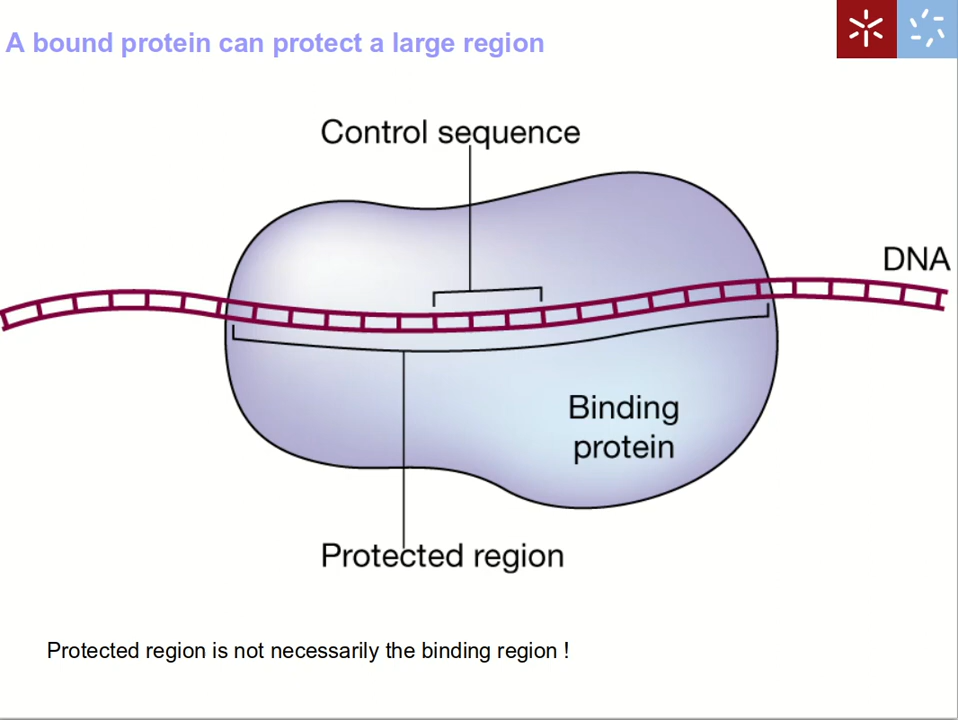 A bound protein can protect a large region
Control sequence
DNA
Binding
protein
Protected region
Protected region is not necessarily the binding region !